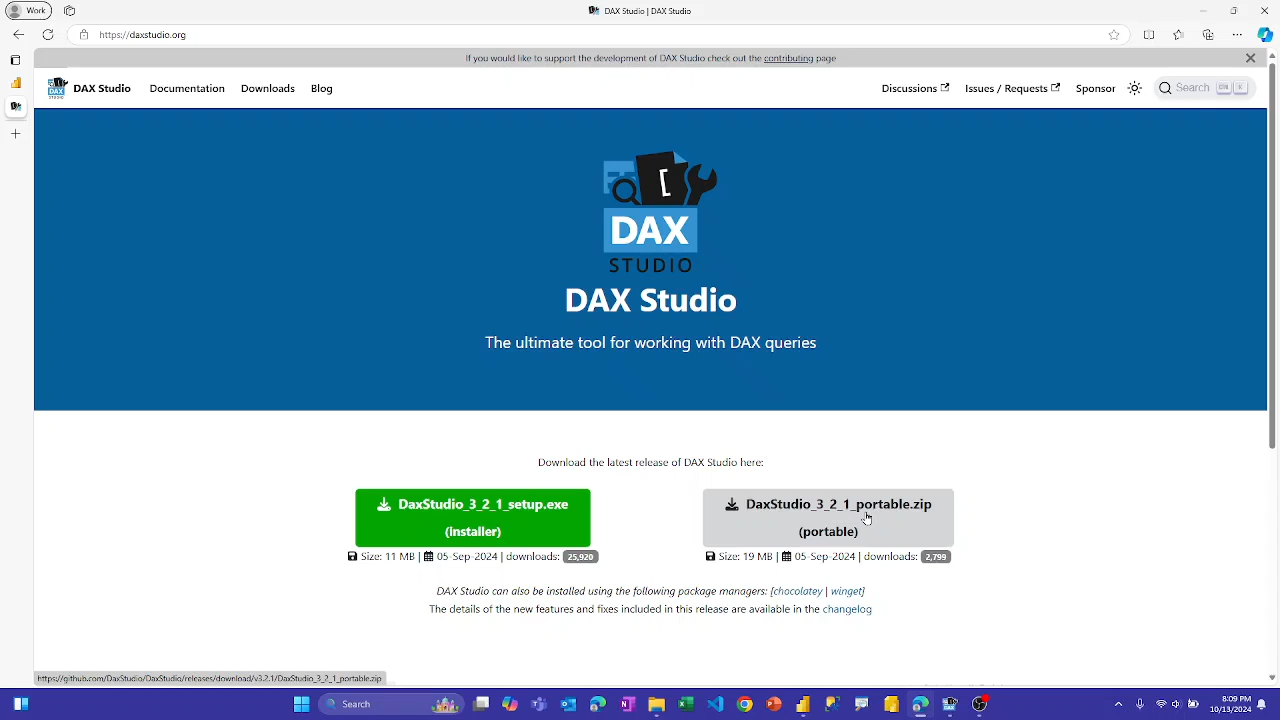 Work
DAX Studio | DAX Studio
https://daxstudio.org
If you would like to support the development of DAX Studio check out the contributing page
DAX STUDIO
DAX Studio
Documentation
Downloads
Blog
Discussions
Issues / Requests
Sponsor
Search
[
DAX
STUDIO
DAX Studio
The ultimate tool for working with DAX queries
Download the latest release of DAX Studio here:
DaxStudio_3_2_1_setup.exe
(installer)
Size: 11 MB | 05-Sep-2024 | downloads: 25,920
DaxStudio_3_2_1_portable.zip
(portable)
Size: 19 MB | 05-Sep-2024 | downloads: 2,799
DAX Studio can also be installed using the following package managers: [chocolatey | winget]
The details of the new features and fixes included in this release are available in the changelog
https://github.com/DaxStudio/DaxStudio/releases/download/v3.2.1/DaxStudio_3_2_1_portable.zip
Search
8:09 PM
10/13/2024